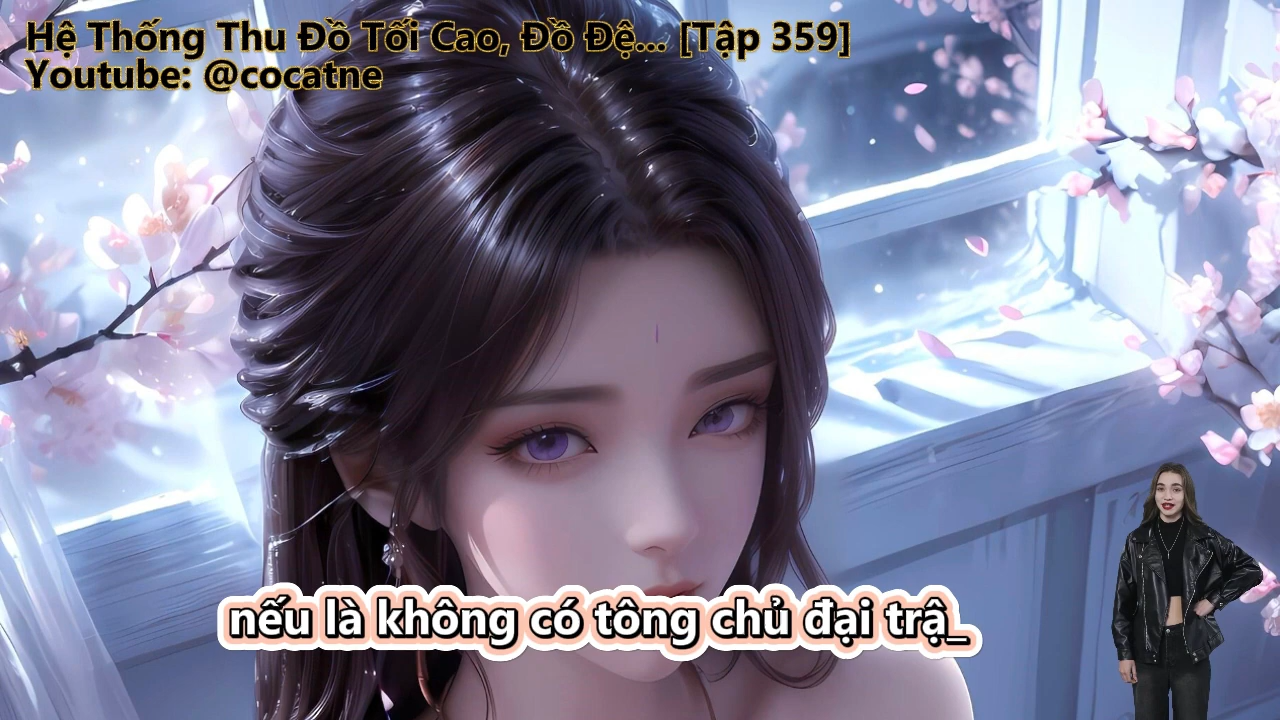 Hệ Thống Thu Đồ Tối Cao, Đồ Đệ... [Tập 359]
Youtube: @cocatne
nếu là không có tông chủ đại trậ_